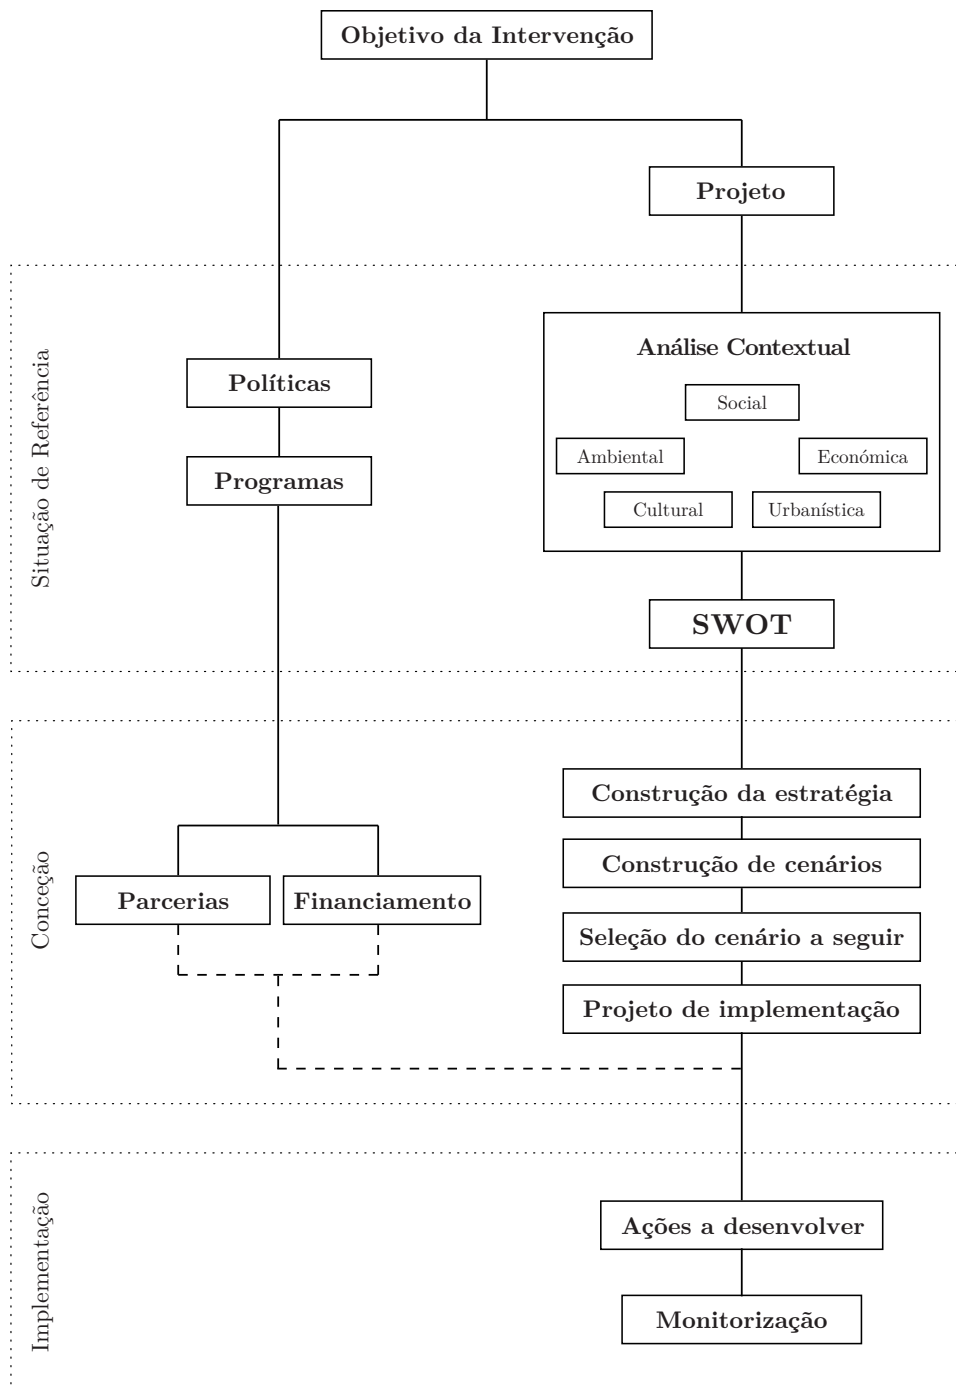 Objetivo da Intervenção
Projeto
Situação de Referência
Políticas
Programas
Análise Contextual
Social
Ambiental
Económica
Cultural
Urbanística
SWOT
Conceção
Parcerias
Financiamento
Construção da estratégia
Construção de cenários
Seleção do cenário a seguir
Projeto de implementação
Implementação
Ações a desenvolver
Monitorização